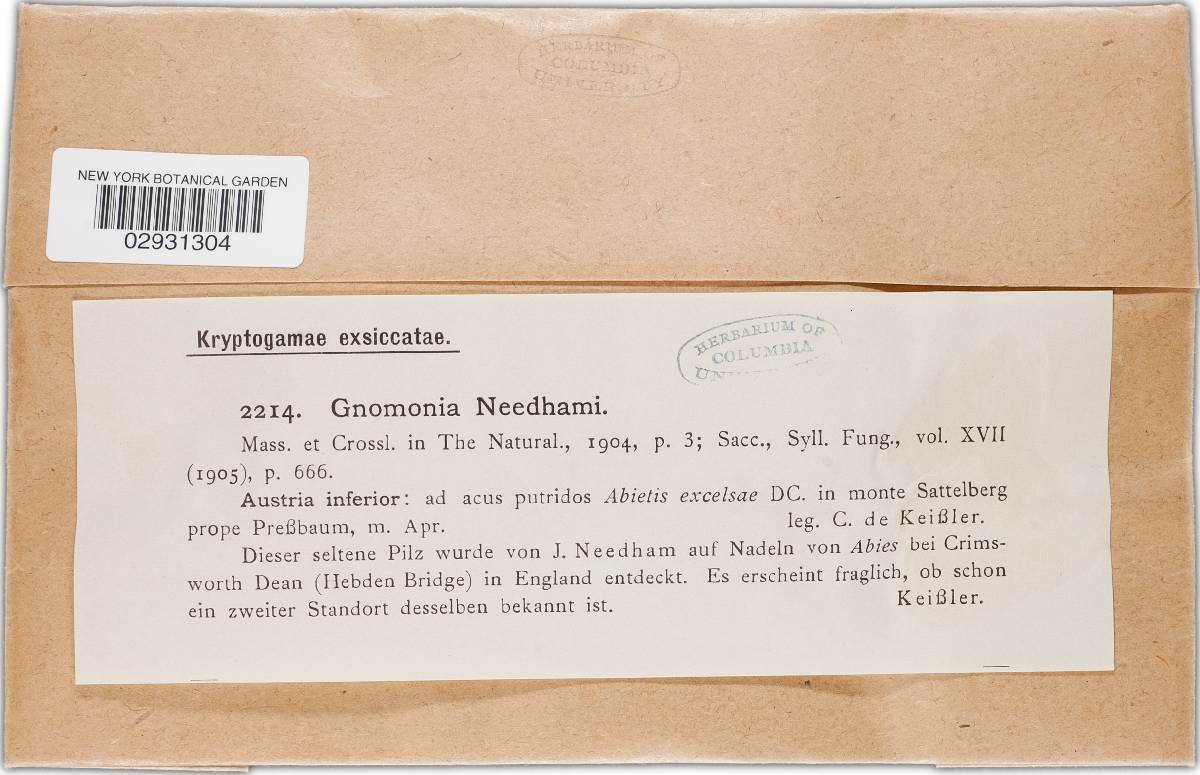 HERBARIUM OF
COLUMBIA
NEW YORK BOTANICAL GARDEN
02931304
Kryptogamae exsiccatae.
HERBARIUM OF
COLUMBIA
2214. Gnomonia Needhami.
Mass. et Crossl. in The Natural., 1904, p. 3; Sacc., Syll. Fung., vol. XVII
(1905), p. 666.
Austria inferior: ad acus putridos Abietis excelsae DC. in monte Sattelberg
prope Preßbaum, m. Apr. leg. C. de Keißler.
Dieser seltene Pilz wurde von J. Needham auf Nadeln von Abies bei Crims-
worth Dean (Hebden Bridge) in England entdeckt. Es erscheint fraglich, ob schon
ein zweiter Standort desselben bekannt ist. Keißler.